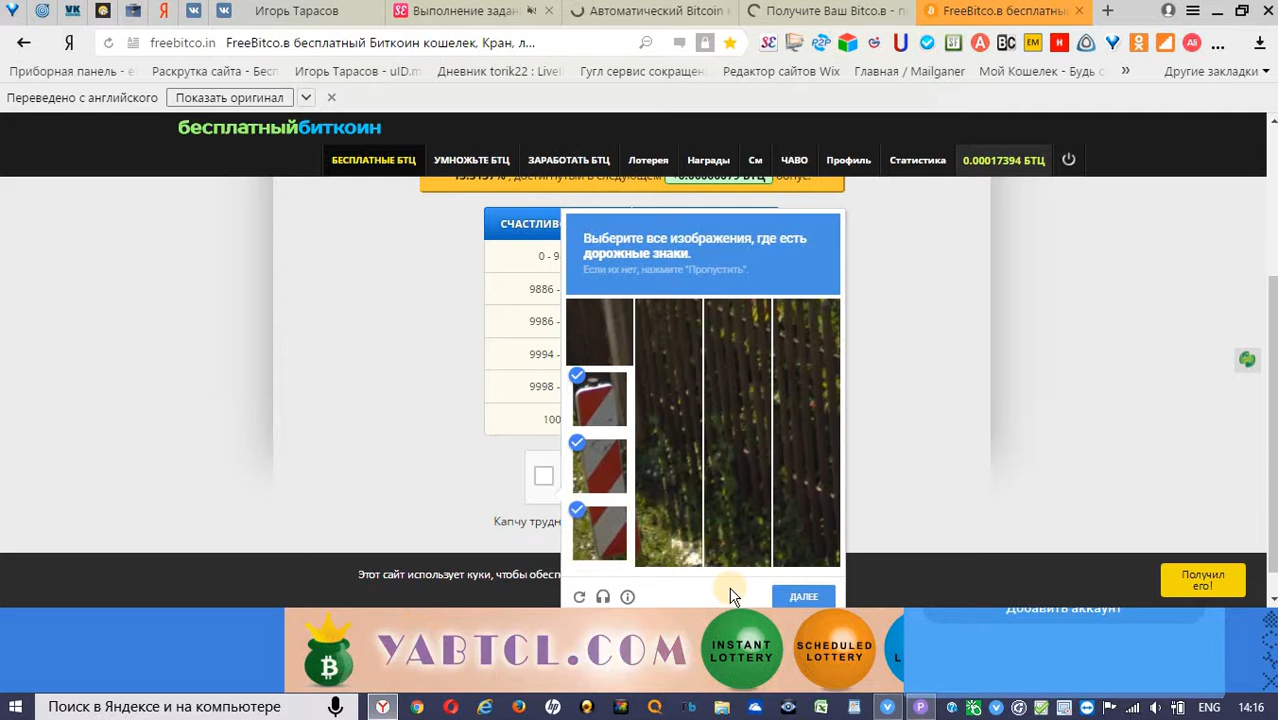 Игорь Тарасов
Выполнение задан
Автоматический Bitcoin
Получите Ваш Bitco.в - п
FreeBitco.в бесплатны
freebitco.in FreeBitco.в бесплатный Биткоин кошелек, Кран, л...
Приборная панель - е
Раскрутка сайта - Бесп
Игорь Тарасов - uID.m
Дневник torik22 : LiveI
Гугл сервис сокращен
Редактор сайтов Wix
Главная / Mailganer
Мой Кошелек - Будь с
Другие закладки
Переведено с английского
Показать оригинал
бесплатныйбиткоин
БЕСПЛАТНЫЕ БТЦ
УМНОЖЬТЕ БТЦ
ЗАРАБОТАТЬ БТЦ
Лотерея
Награды
См
ЧАВО
Профиль
Статистика
0.00017394 БТЦ
СЧАСТЛИВ
0 - 9
9886 -
9986 -
9994 -
9998 -
100
Выберите все изображения, где есть
дорожные знаки.
Если их нет, нажмите "Пропустить".
Капчу трудн
ДАЛЕЕ
Этот сайт использует куки, чтобы обесп
Получил
его!
Добавить аккаунт
YABTCL.COM
INSTANT
LOTTERY
SCHEDULED
LOTTERY
L
Поиск в Яндексе и на компьютере
ENG
14:16